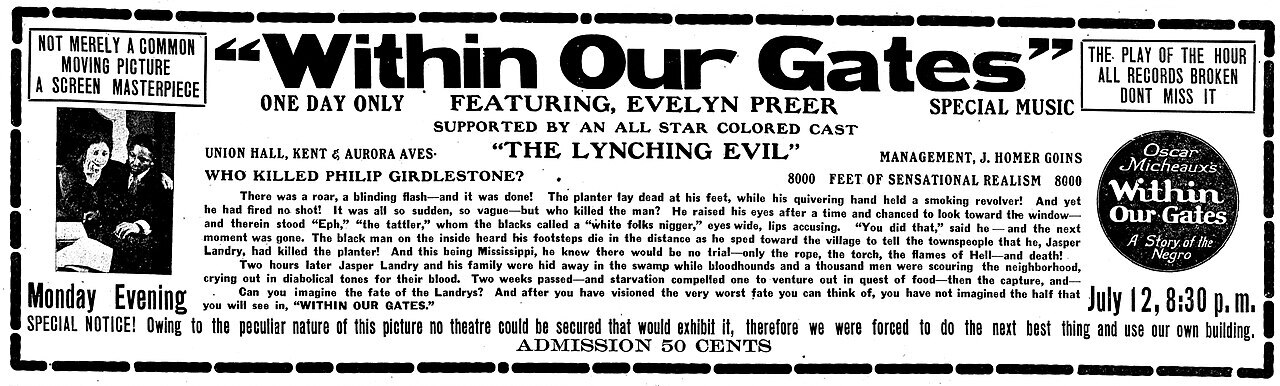 NOT MERELY A COMMON
MOVING PICTURE
A SCREEN MASTERPIECE
"Within Our Gates"
THE PLAY OF THE HOUR
ALL RECORDS BROKEN
DONT MISS IT
ONE DAY ONLY FEATURING, EVELYN PREER SPECIAL MUSIC
SUPPORTED BY AN ALL STAR COLORED CAST
UNION HALL, KENT & AURORA AVES. "THE LYNCHING EVIL" MANAGEMENT, J. HOMER GOINS
WHO KILLED PHILIP GIRDLESTONE? 8000 FEET OF SENSATIONAL REALISM 8000
There was a roar, a blinding flash—and it was done! The planter lay dead at his feet, while his quivering hand held a smoking revolver! And yet
he had fired no shot! It was all so sudden, so vague—but who killed the man? He raised his eyes after a time and chanced to look toward the window—
and therein stood "Eph," "the tattler," whom the blacks called a "white folks nigger," eyes wide, lips accusing. "You did that," said he—and the next
moment was gone. The black man on the inside heard his footsteps die in the distance as he sped toward the village to tell the townspeople that he, Jasper
Landry, had killed the planter! And this being Mississippi, he knew there would be no trial—only the rope, the torch, the flames of Hell—and death!
Two hours later Jasper Landry and his family were hid away in the swamp while bloodhounds and a thousand men were scouring the neighborhood,
crying out in diabolical tones for their blood. Two weeks passed—and starvation compelled one to venture out in quest of food—then the capture, and—
Can you imagine the fate of the Landrys? And after you have visioned the very worst fate you can think of, you have not imagined the half that
you will see in, "WITHIN OUR GATES."
Oscar
Micheaux's
Within
Our Gates
A Story of the
Negro
Monday Evening
July 12, 8:30 p. m.
SPECIAL NOTICE! Owing to the peculiar nature of this picture no theatre could be secured that would exhibit it, therefore we were forced to do the next best thing and use our own building.
ADMISSION 50 CENTS